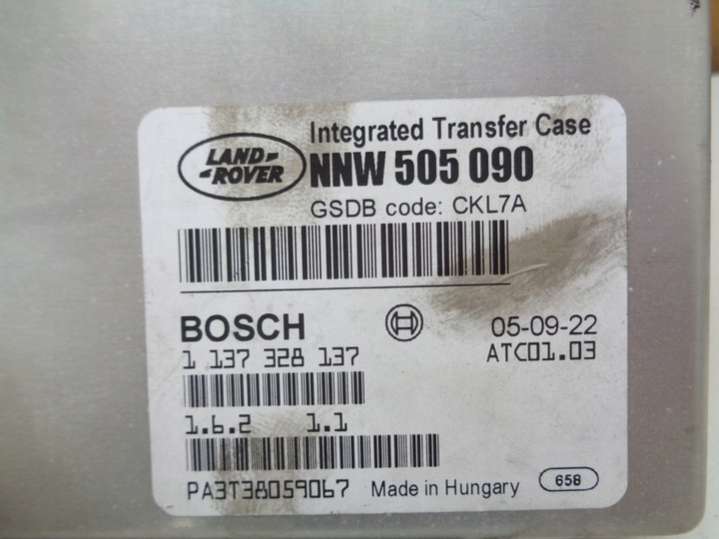 Integrated Transfer Case
LAND-
-ROVER
NNW 505 090
GSDB code: CKL7A
BOSCH
05-09-22
1 137 328 137
ATC01.03
1.6.2 1.1
PA3T38059067
Made in Hungary
658